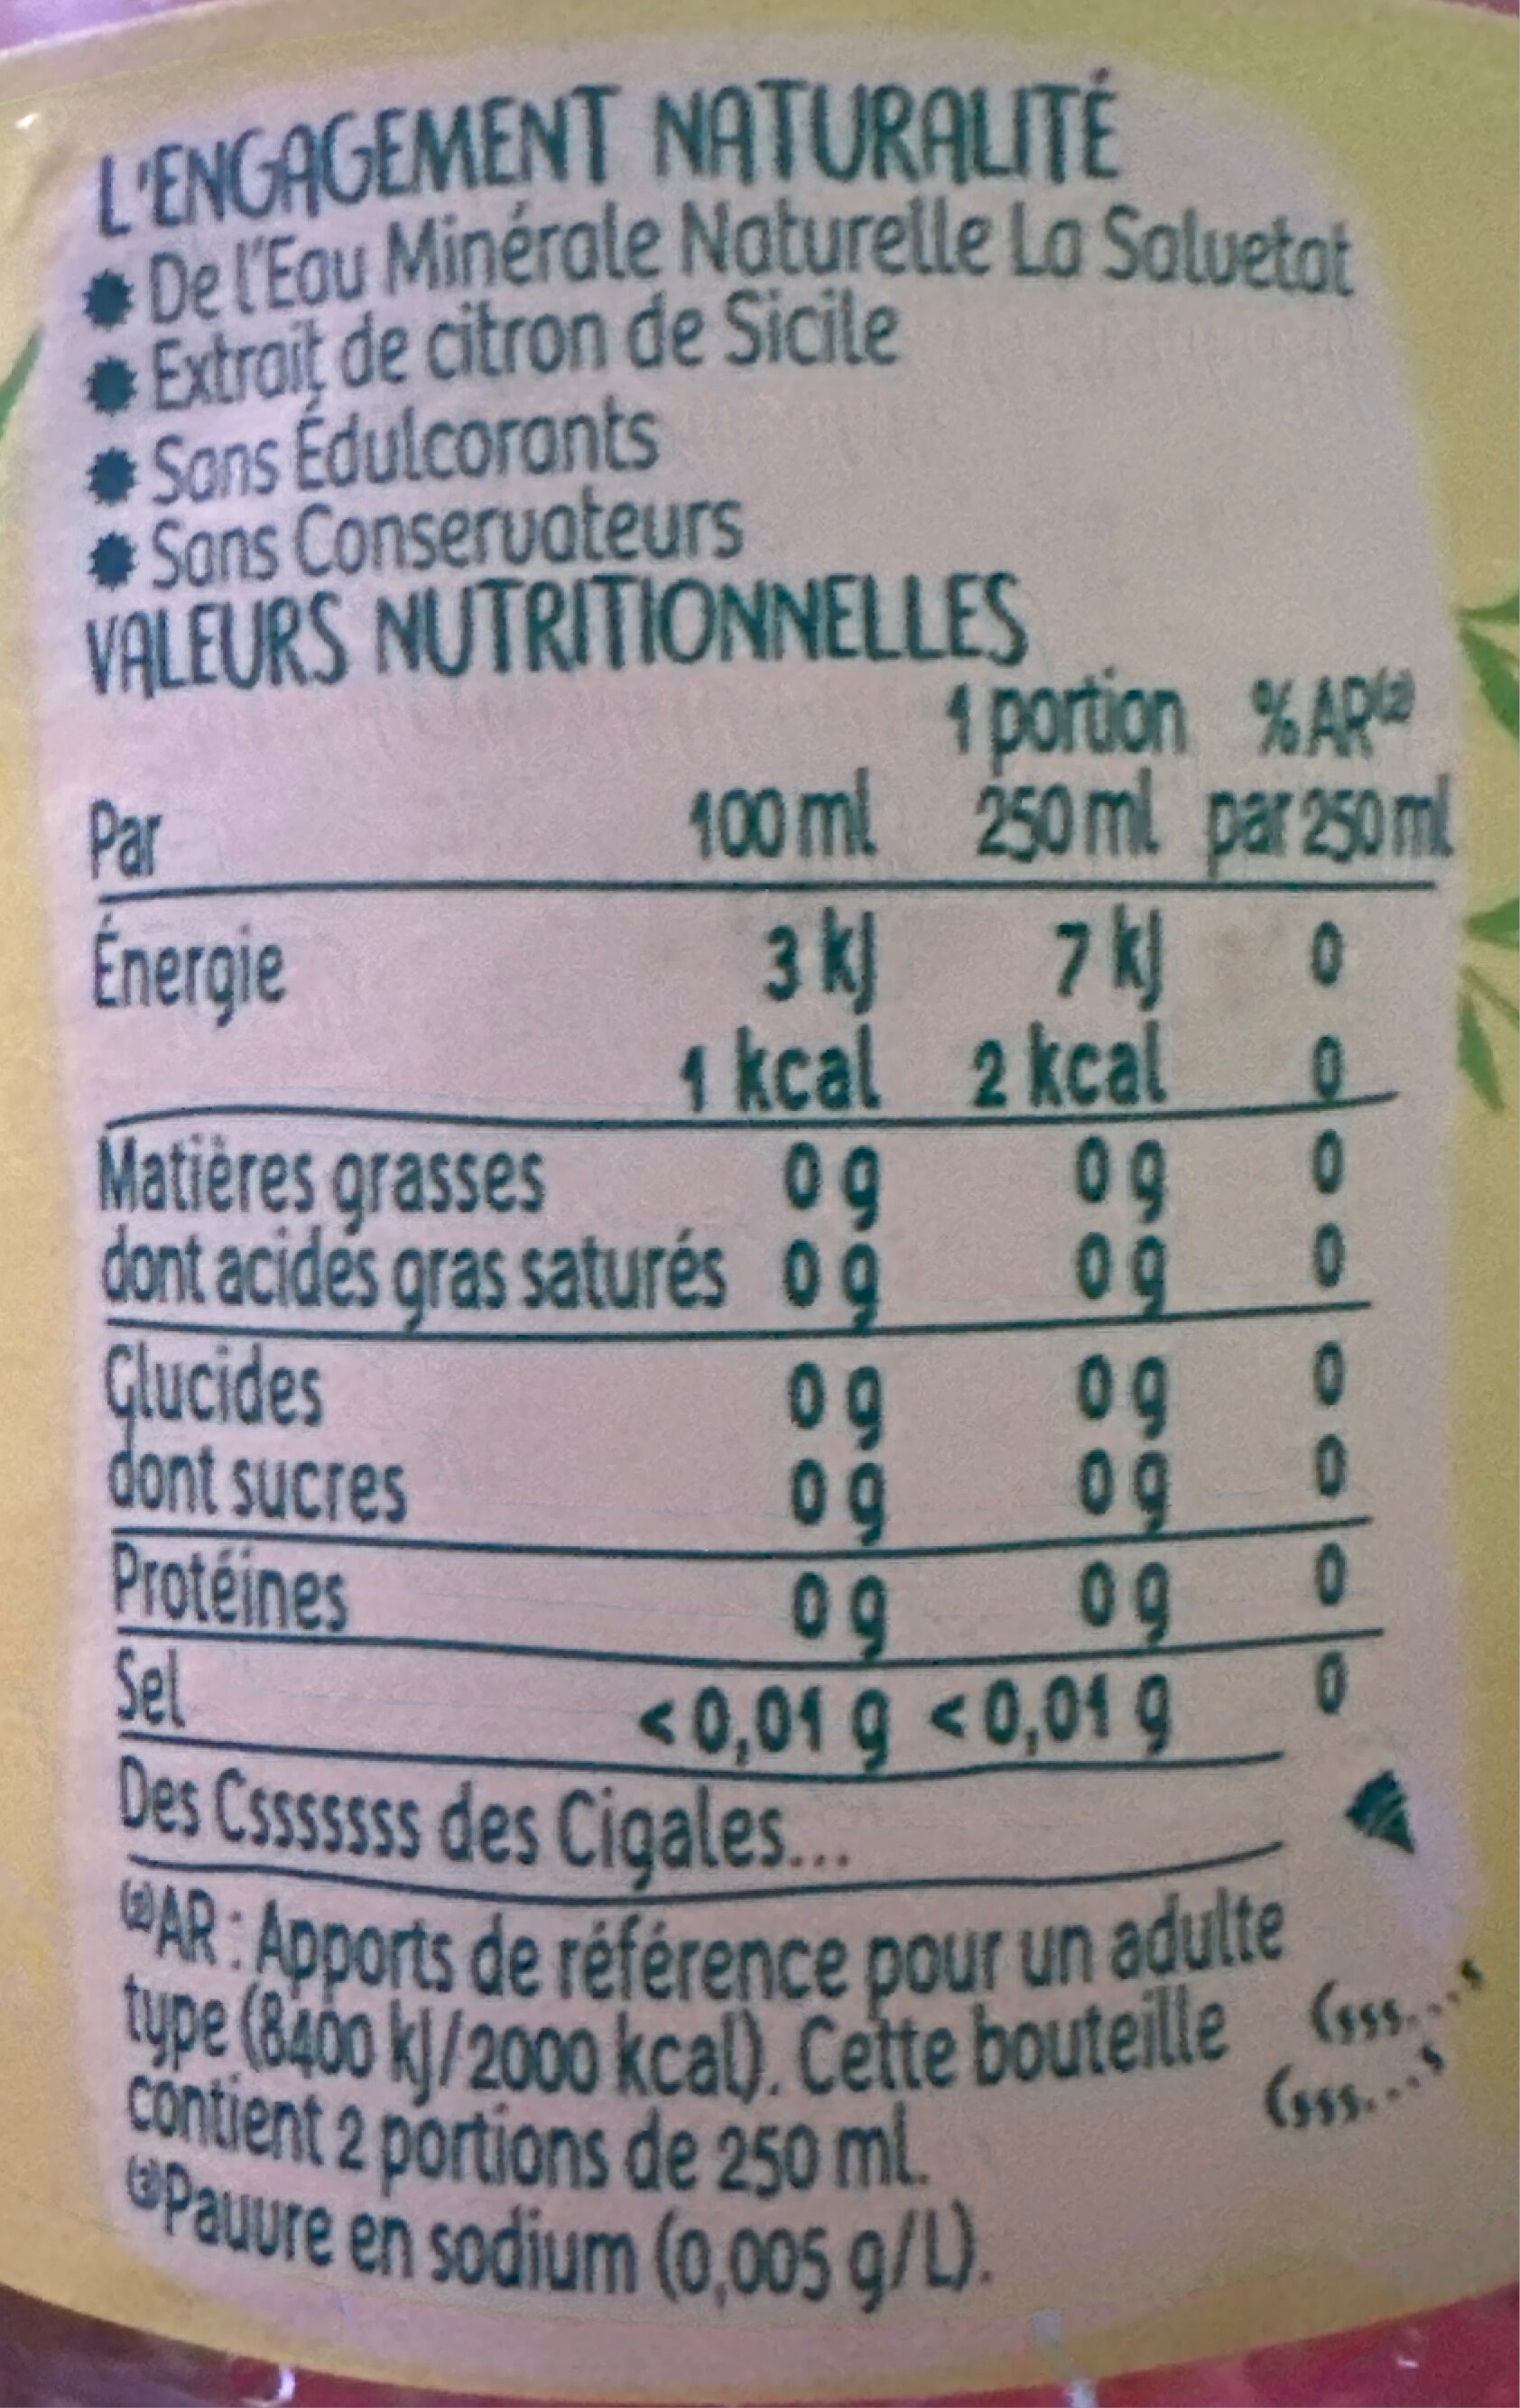 L'ENGAGEMENT NATURALITÉ
De l'Eau Minérale Naturelle La Salvetat
Extrait de citron de Sicile
Sans Édulcorants
Sans Conservateurs
VALEURS NUTRITIONNELLES
1 portion %AR(2)
Par 100 ml 250 ml par 250 ml
Énergie 3 kJ 7 kJ 0
1 kcal 2 kcal 0
Matières grasses 0 g 0 g 0
dont acides gras saturés 0 g 0 g 0
Glucides 0 g 0 g 0
dont sucres 0 g 0 g 0
Protéines 0 g 0 g 0
Sel <0,01 g <0,01 g 0
Des Csssssss des Cigales...
(2)AR : Apports de référence pour un adulte
type (8400 kJ/2000 kcal). Cette bouteille
contient 2 portions de 250 ml.
(3)Pauvre en sodium (0,005 g/L).
Csss....s
Csss....s